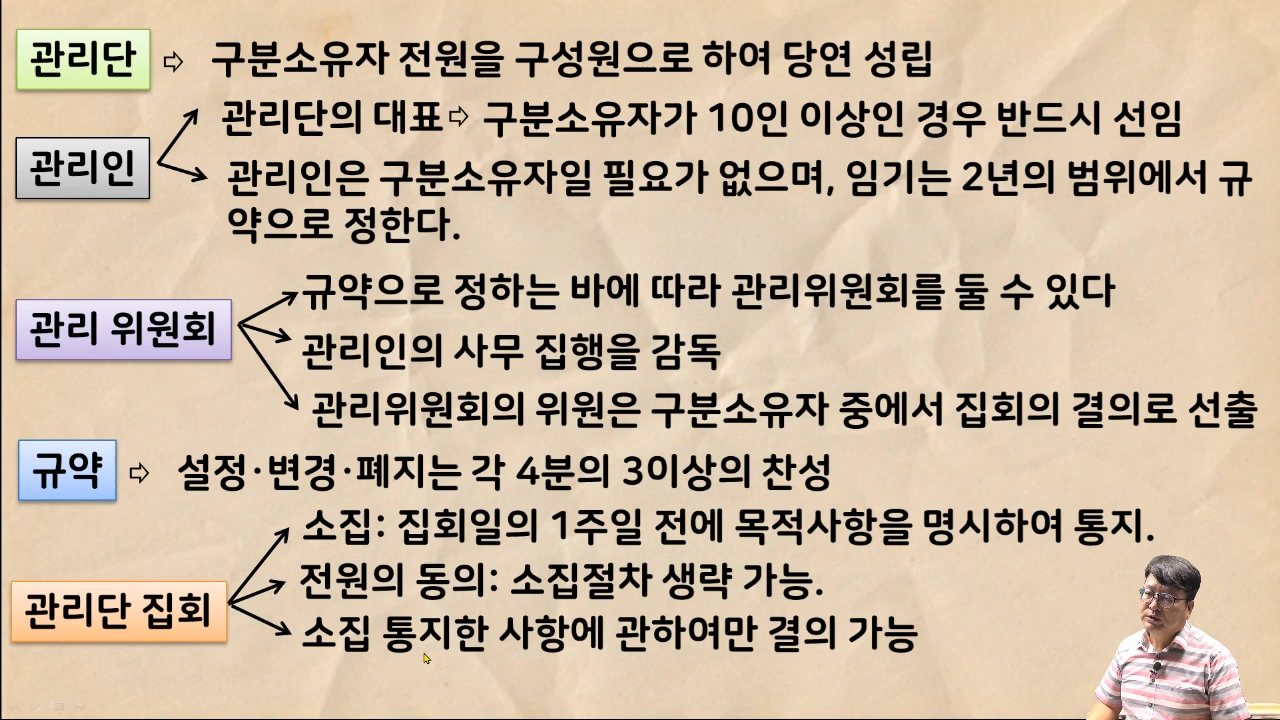 관리단 ⇨ 구분소유자 전원을 구성원으로 하여 당연 성립
관리단의 대표⇨ 구분소유자가 10인 이상인 경우 반드시 선임
관리인
관리인은 구분소유자일 필요가 없으며, 임기는 2년의 범위에서 규
약으로 정한다.
규약으로 정하는 바에 따라 관리위원회를 둘 수 있다
관리 위원회
관리인의 사무 집행을 감독
관리위원회의 위원은 구분소유자 중에서 집회의 결의로 선출
규약 ⇨ 설정·변경·폐지는 각 4분의 3이상의 찬성
소집: 집회일의 1주일 전에 목적사항을 명시하여 통지.
전원의 동의: 소집절차 생략 가능.
관리단 집회
소집 통지한 사항에 관하여만 결의 가능